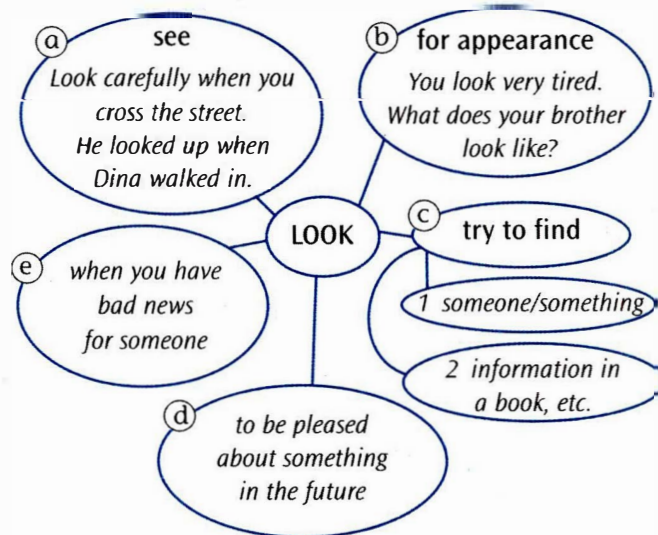 a
see
Look carefully when you
cross the street.
He looked up when
Dina walked in.
b
for appearance
You look very tired.
What does your brother
look like?
LOOK
c
try to find
1 someone/something
2 information in
a book, etc.
d
to be pleased
about something
in the future
e
when you have
bad news
for someone